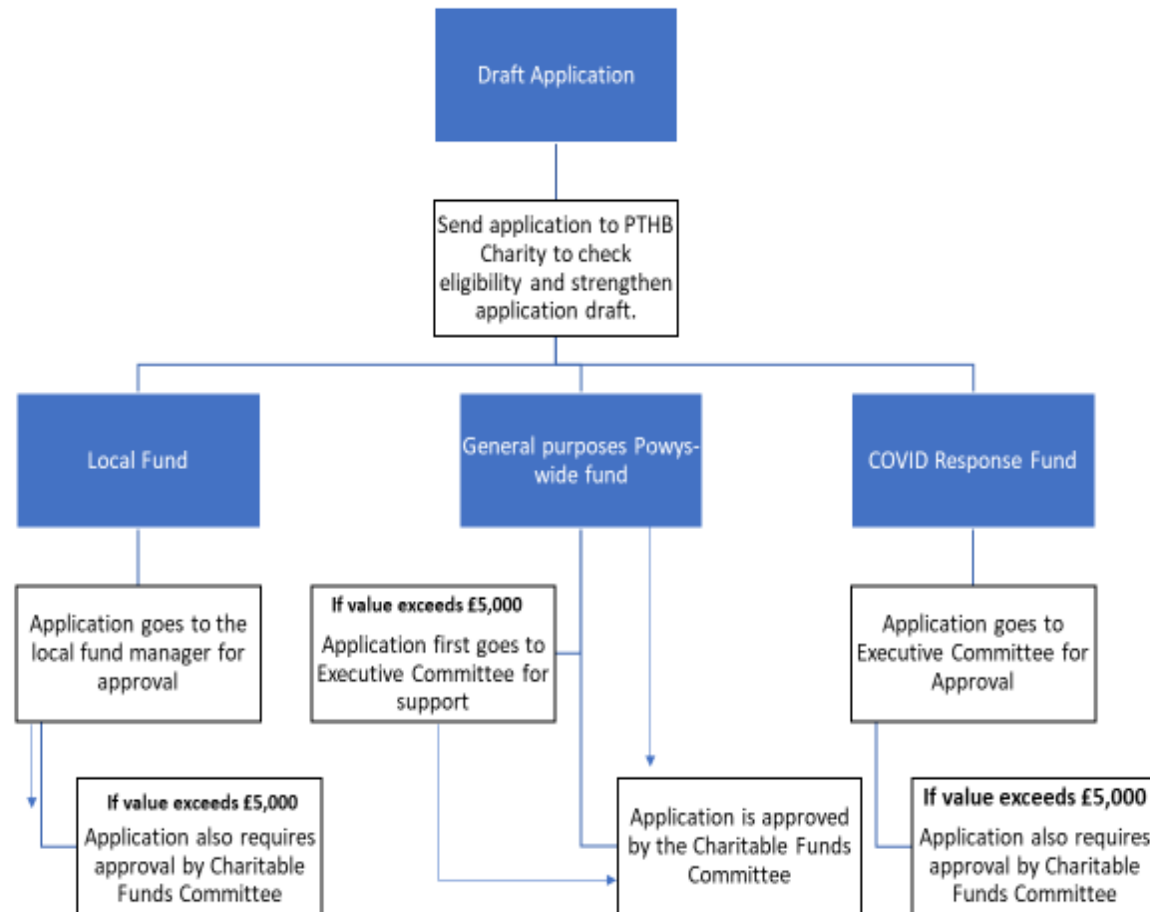 Draft Application
Send application to PTHB
Charity to check
eligibility and strengthen
application draft.
Local Fund
General purposes Powys-
wide fund
COVID Response Fund
Application goes to the
local fund manager for
approval
If value exceeds £5,000
Application first goes to
Executive Committee for
support
Application goes to
Executive Committee for
Approval
If value exceeds £5,000
Application also requires
approval by Charitable
Funds Committee
Application is approved
by the Charitable Funds
Committee
If value exceeds £5,000
Application also requires
approval by Charitable
Funds Committee